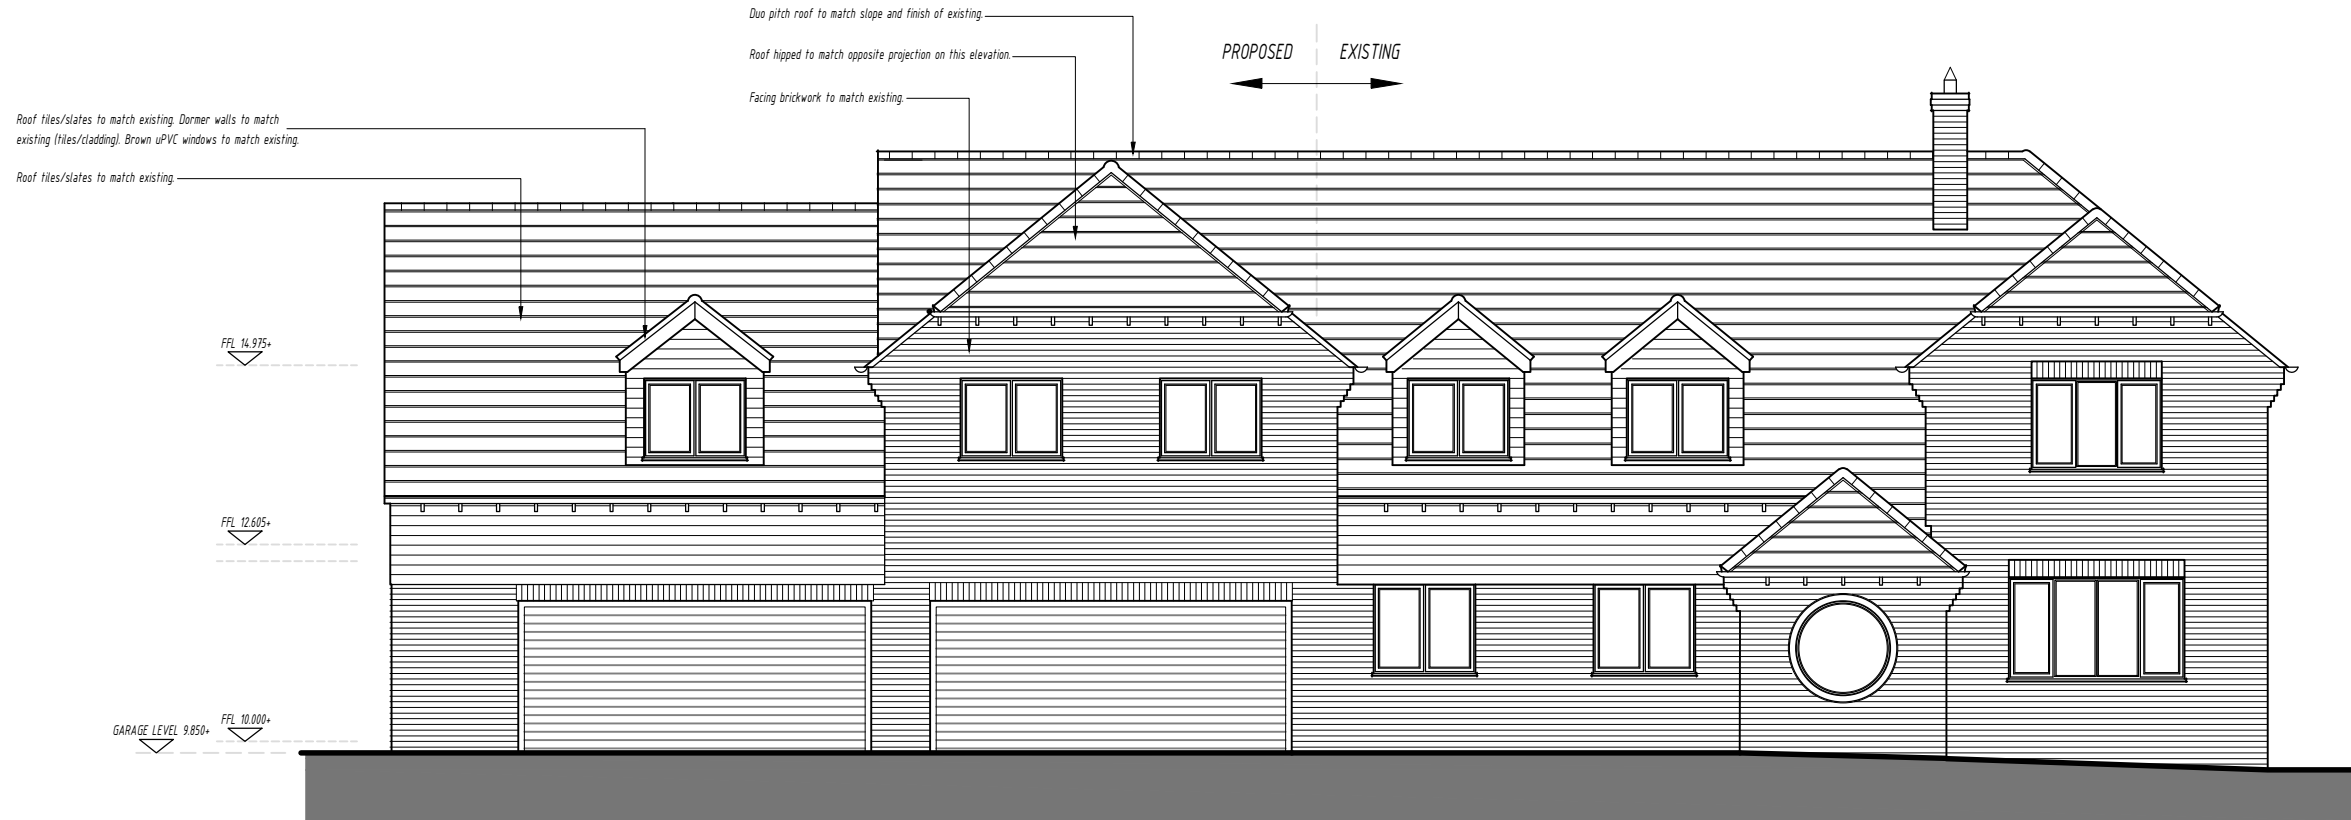 Duo pitch roof to match slope and finish of existing.
Roof hipped to match opposite projection on this elevation.
Facing brickwork to match existing.
PROPOSED EXISTING
Roof tiles/slates to match existing. Dormer walls to match
existing (tiles/cladding). Brown uPVC windows to match existing.
Roof tiles/slates to match existing.
FFL 14.975+
FFL 12.605+
FFL 10.000+
GARAGE LEVEL 9.850+